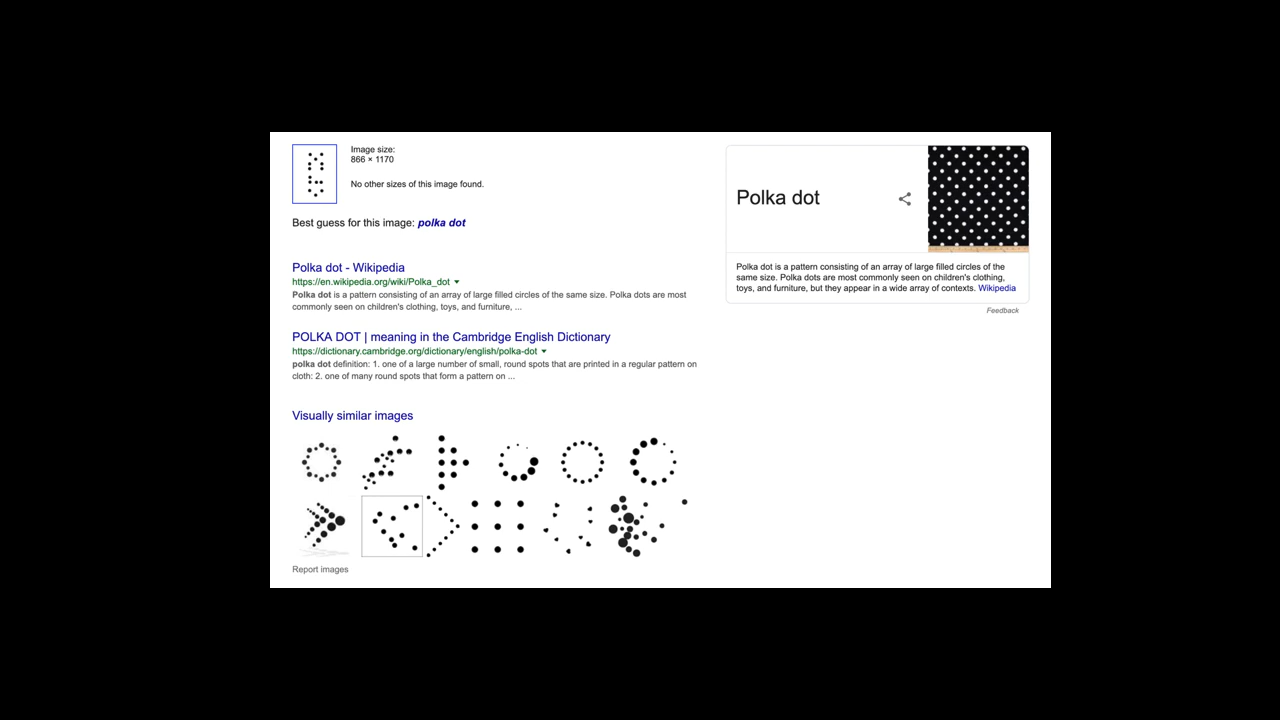 Image size:
866 × 1170
No other sizes of this image found.
Best guess for this image: polka dot
Polka dot - Wikipedia
https://en.wikipedia.org/wiki/Polka_dot
Polka dot is a pattern consisting of an array of large filled circles of the same size. Polka dots are most
commonly seen on children's clothing, toys, and furniture, ...
POLKA DOT | meaning in the Cambridge English Dictionary
https://dictionary.cambridge.org/dictionary/english/polka-dot
polka dot definition: 1. one of a large number of small, round spots that are printed in a regular pattern on
cloth: 2. one of many round spots that form a pattern on ...
Visually similar images
Report images
Polka dot
Polka dot is a pattern consisting of an array of large filled circles of the
same size. Polka dots are most commonly seen on children's clothing,
toys, and furniture, but they appear in a wide array of contexts. Wikipedia
Feedback